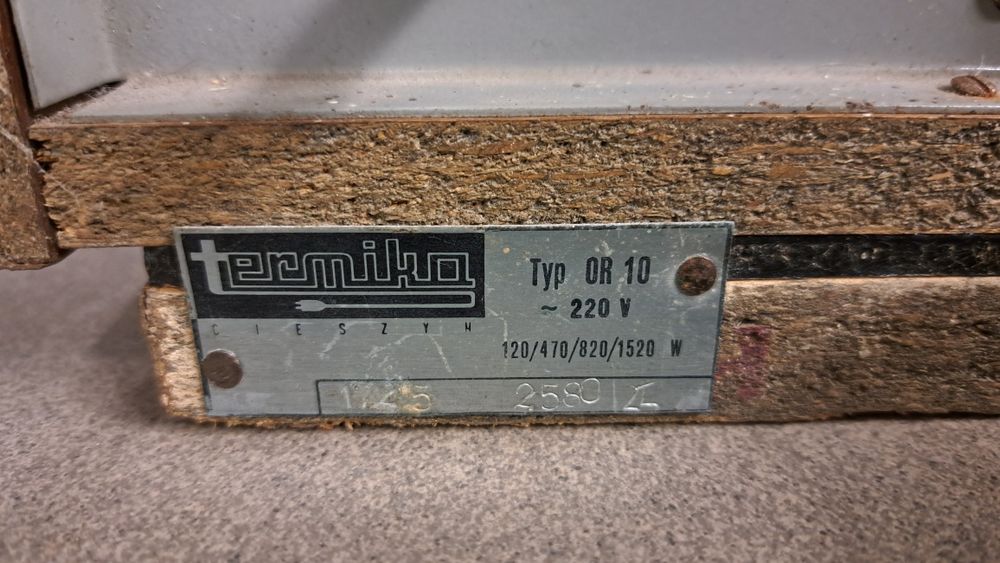 termika
CIESZYN
Typ OR 10
~ 220 V
120/470/820/1520 W
2580